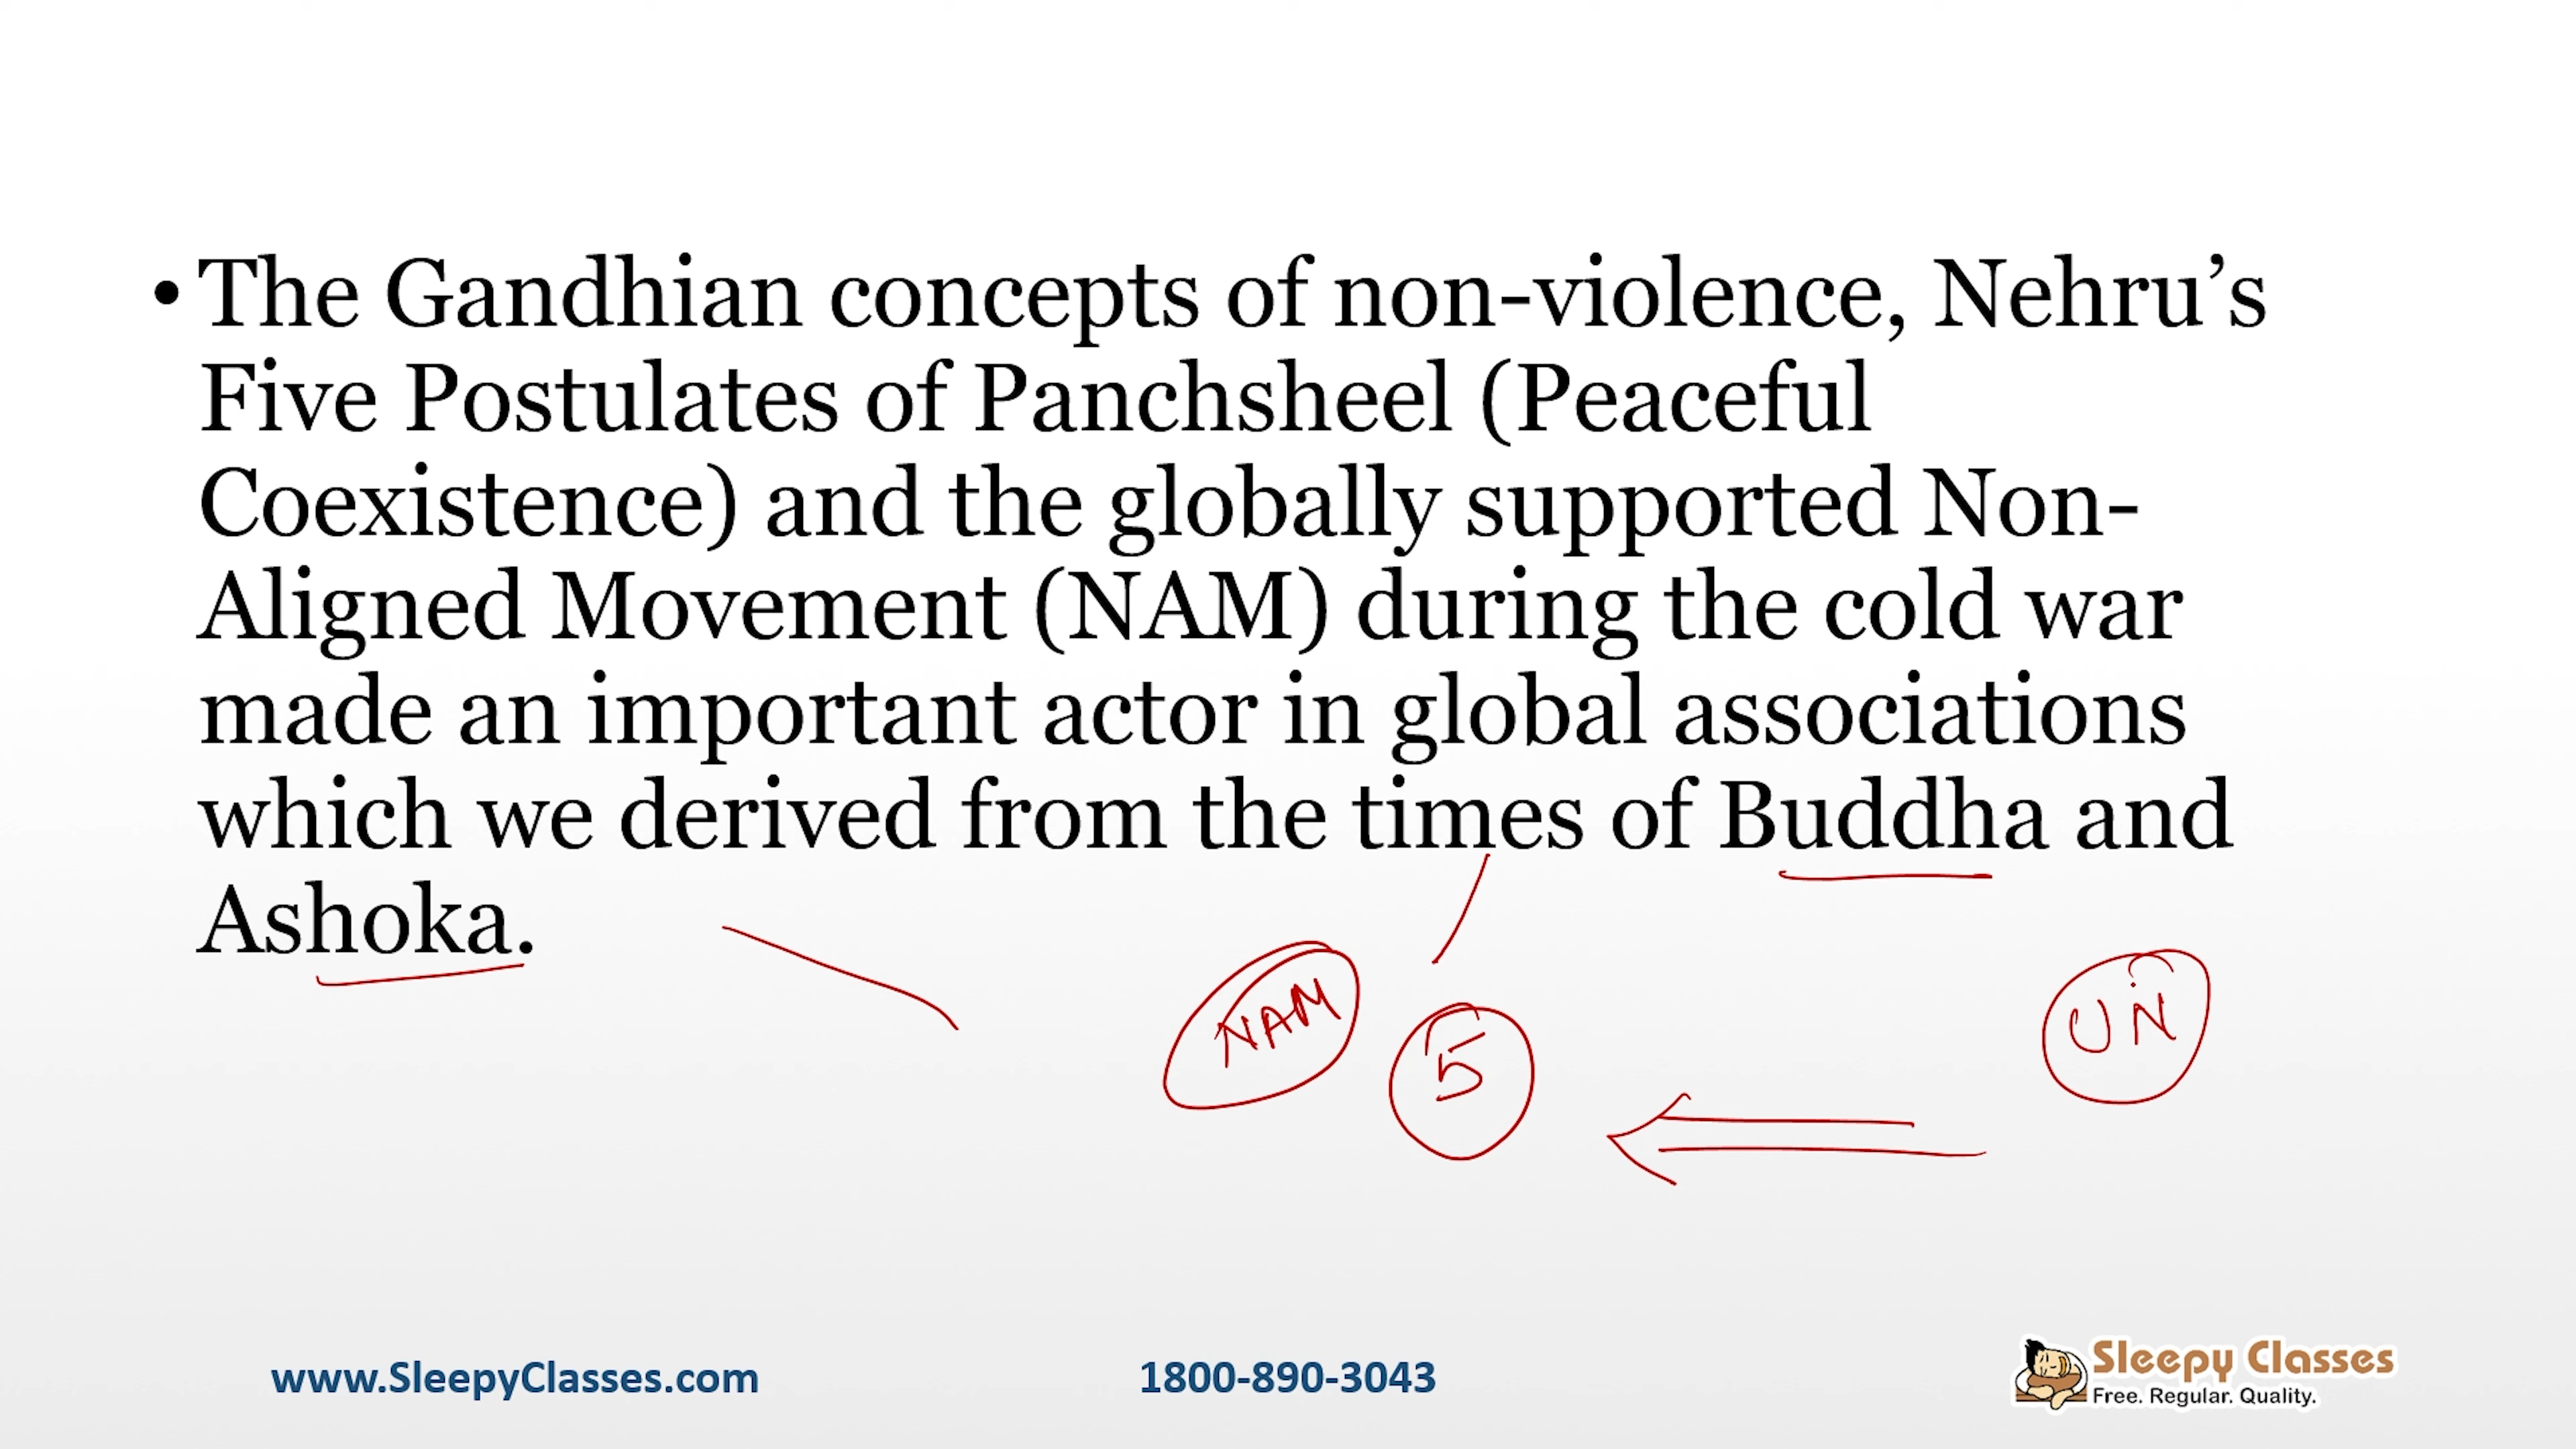 • The Gandhian concepts of non-violence, Nehru’s
Five Postulates of Panchsheel (Peaceful
Coexistence) and the globally supported Non-
Aligned Movement (NAM) during the cold war
made an important actor in global associations
which we derived from the times of Buddha and
Ashoka.
NAM
5
UN
www.SleepyClasses.com
1800-890-3043
Sleepy Classes
Free. Regular. Quality.